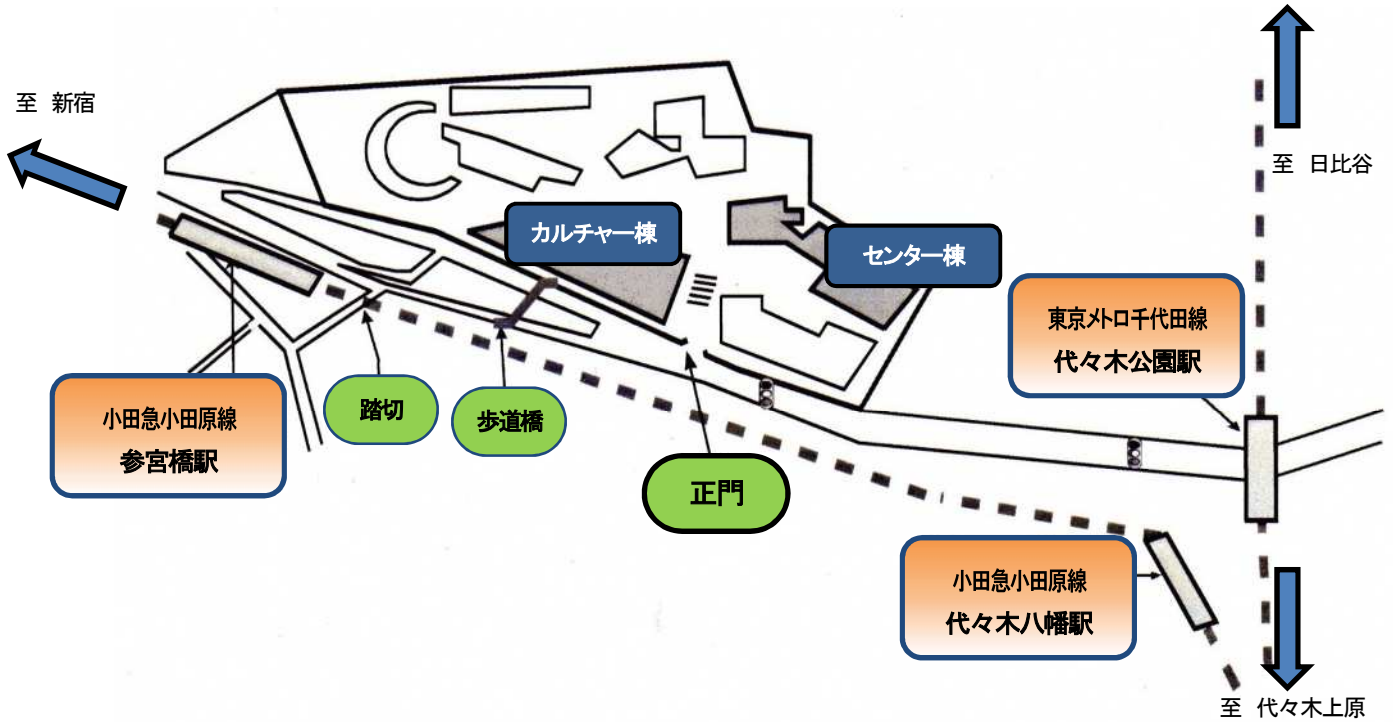 至 新宿
至 日比谷
カルチャー棟
センター棟
東京メトロ千代田線
代々木公園駅
小田急小田原線
参宮橋駅
踏切
歩道橋
正門
小田急小田原線
代々木八幡駅
至 代々木上原